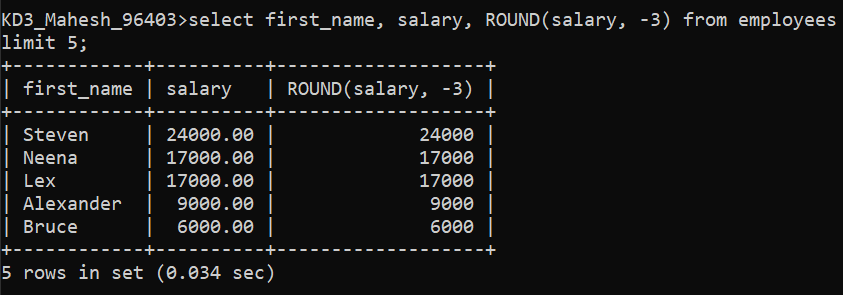 KD3_Mahesh_96403>select first_name, salary, ROUND(salary, -3) from employees
limit 5;
+------------+----------+-------------------+
| first_name | salary   | ROUND(salary, -3) |
+------------+----------+-------------------+
| Steven     | 24000.00 |             24000 |
| Neena      | 17000.00 |             17000 |
| Lex        | 17000.00 |             17000 |
| Alexander  |  9000.00 |              9000 |
| Bruce      |  6000.00 |              6000 |
+------------+----------+-------------------+
5 rows in set (0.034 sec)